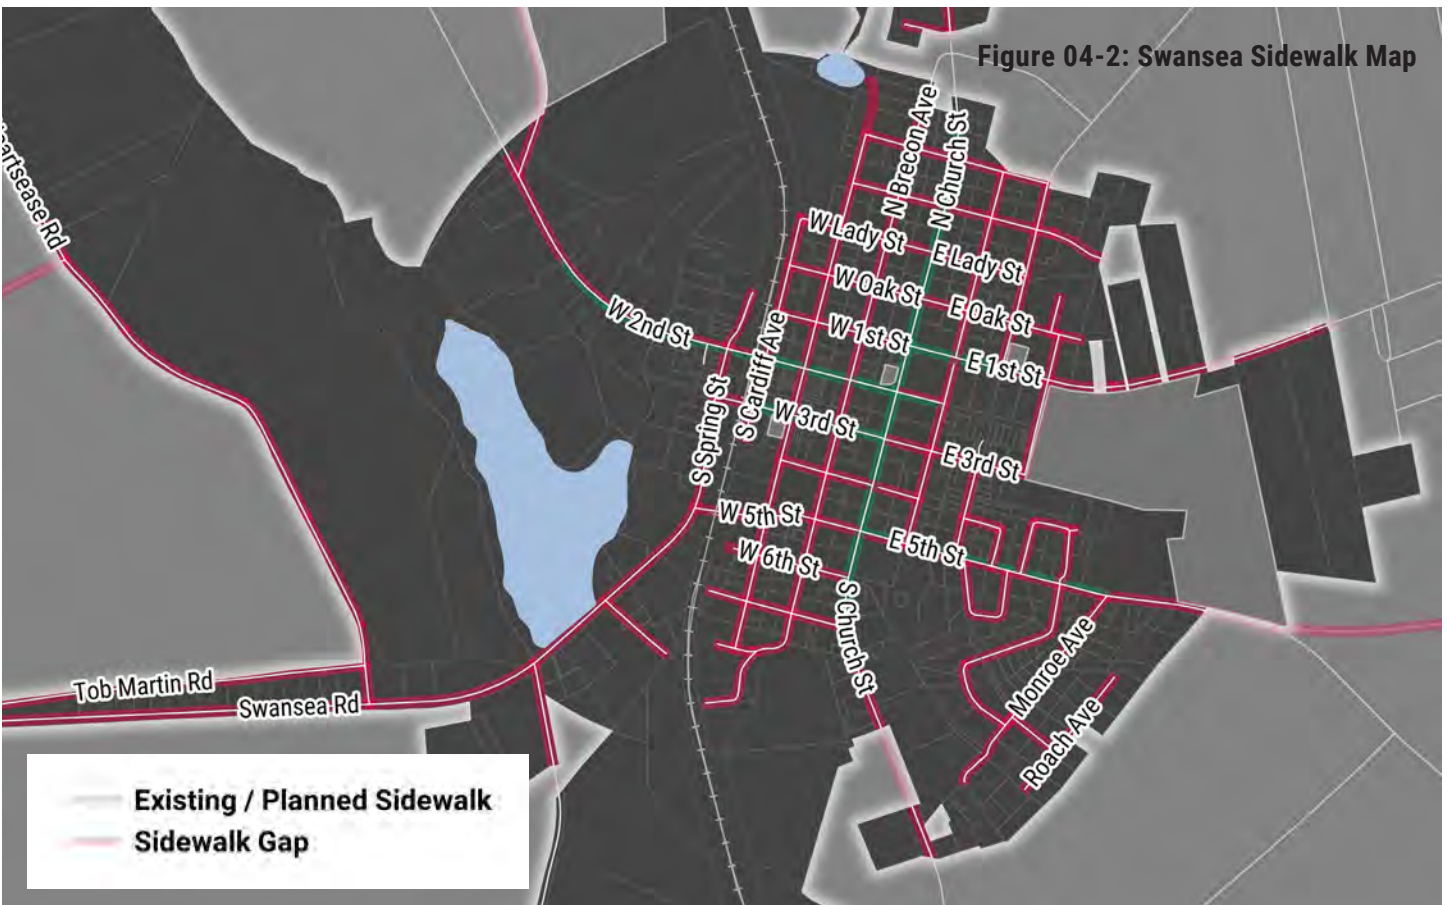 Figure 04-2: Swansea Sidewalk Map
N Brecon Ave
N Church St
Rd
W Lady St
E Lady St
W Oak St
E Oak St
W 2nd St
W 1st St
E 1st St
S Cardiff Ave
S Spring St
W 3rd St
E 3rd St
W 5th St
E 5th St
W 6th St
S Church St
Monroe Ave
Roach Ave
Tob Martin Rd
Swansea Rd
Existing / Planned Sidewalk
Sidewalk Gap